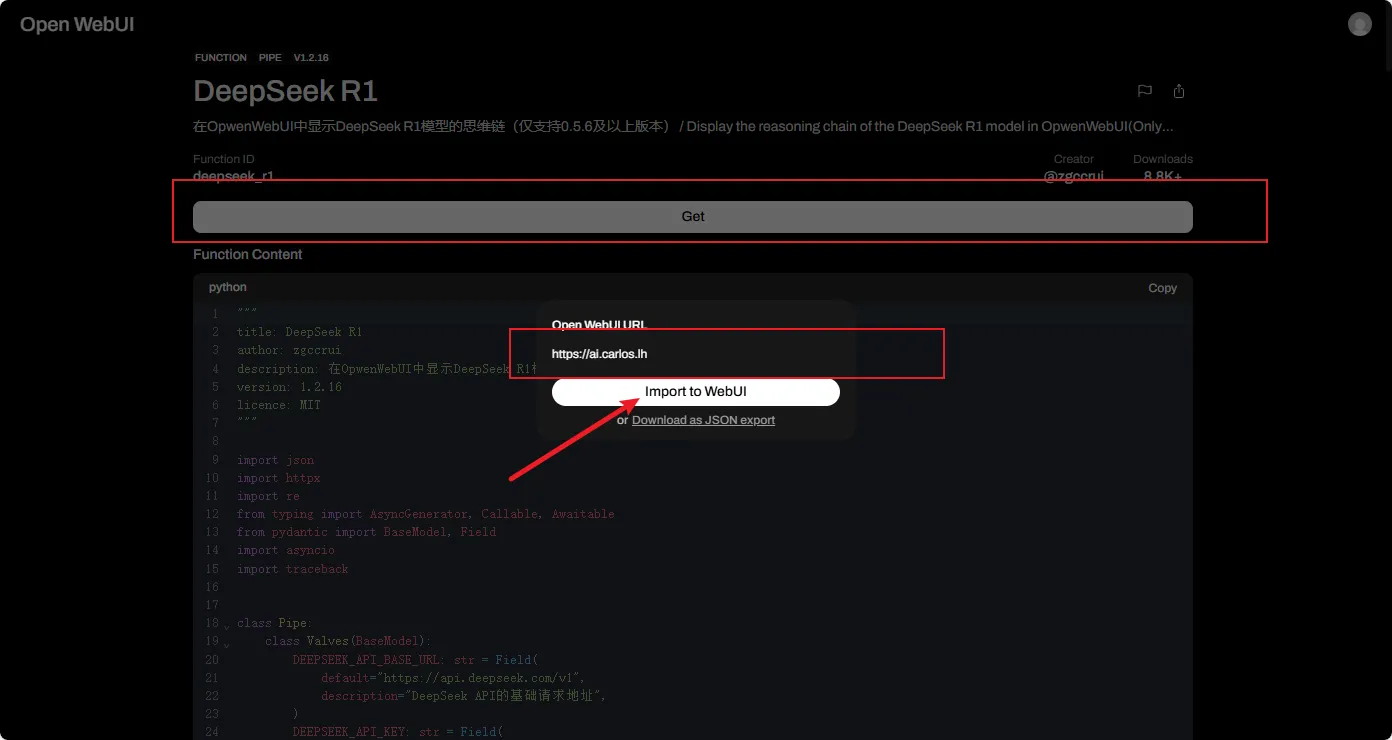 Open WebUI
FUNCTION PIPE V1.2.16
DeepSeek R1
在OpwenWebUI中显示DeepSeek R1模型的思维链（仅支持0.5.6及以上版本） / Display the reasoning chain of the DeepSeek R1 model in OpwenWebUI(Only...
Function ID Creator Downloads
deepseek_r1 @zgccrui 8.8K+
Get
Function Content
python Copy
Open WebUI URL
https://ai.carlos.lh
Import to WebUI
or Download as JSON export
1 """
2 title: DeepSeek R1
3 author: zgccrui
4 description: 在OpwenWebUI中显示DeepSeek R1
5 version: 1.2.16
6 licence: MIT
7 """
8
9 import json
10 import httpx
11 import re
12 from typing import AsyncGenerator, Callable, Awaitable
13 from pydantic import BaseModel, Field
14 import asyncio
15 import traceback
16
17
18 class Pipe:
19 class Valves(BaseModel):
20 DEEPSEEK_API_BASE_URL: str = Field(
21 default="https://api.deepseek.com/v1",
22 description="DeepSeek API的基础请求地址",
23 )
24 DEEPSEEK_API_KEY: str = Field(